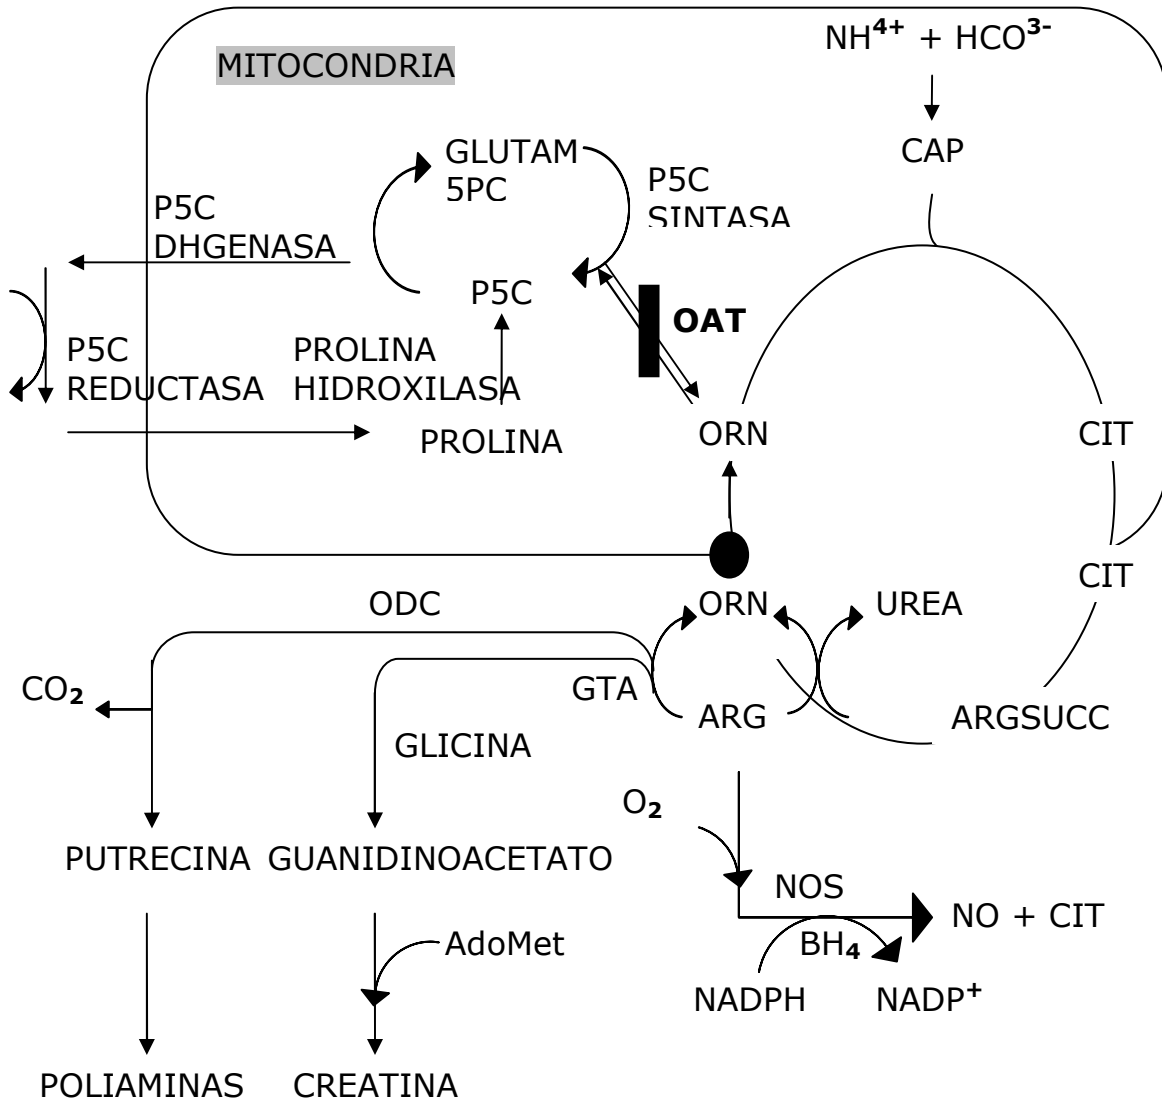 NH⁴⁺ + HCO³⁻
MITOCONDRIA
CAP
GLUTAM
5PC
P5C
SINTASA
P5C
DHGENASA
P5C
OAT
P5C
REDUCTASA
PROLINA
HIDROXILASA
PROLINA
ORN
CIT
CIT
ODC
ORN
UREA
CO₂
GTA
ARG
ARGSUCC
GLICINA
O₂
PUTRECINA
GUANIDINOACETATO
NOS
NO + CIT
BH₄
AdoMet
NADPH
NADP⁺
POLIAMINAS
CREATINA